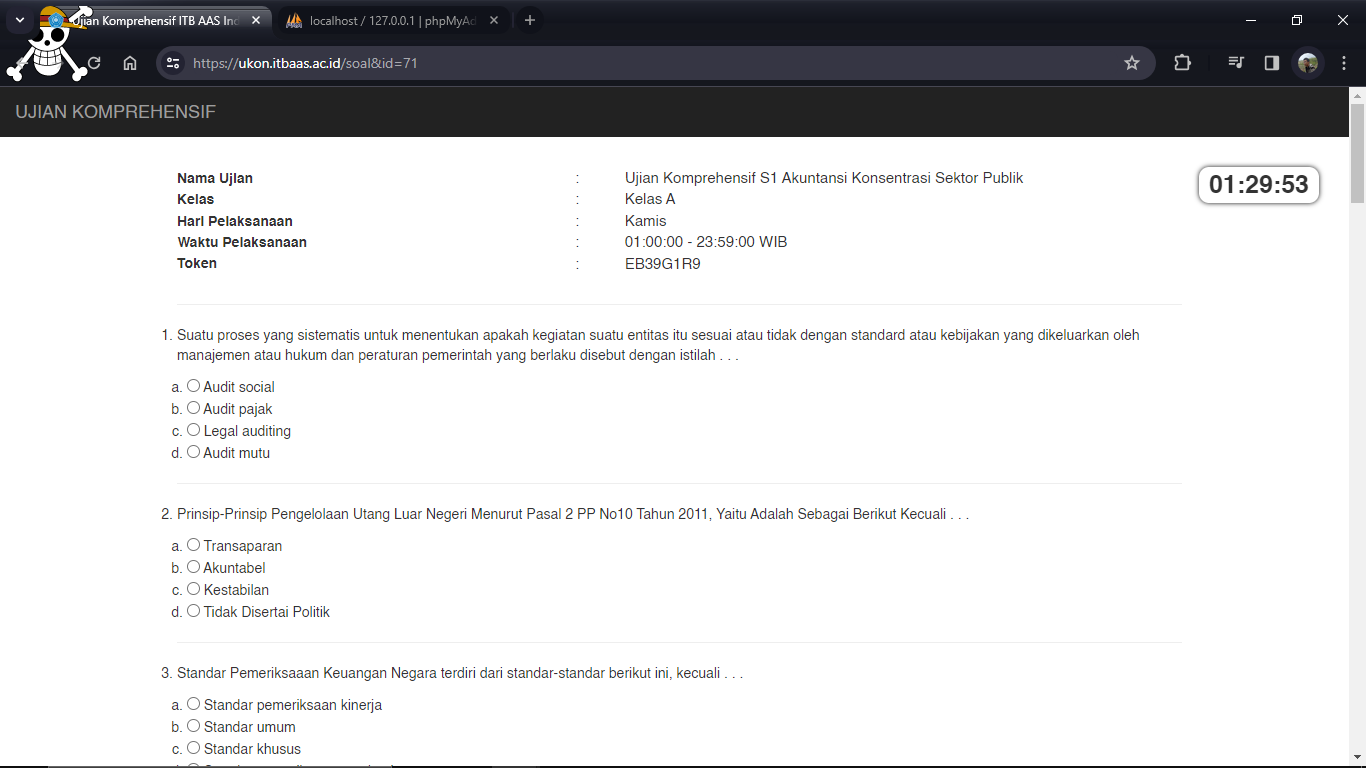 Ujian Komprehensif ITB AAS Ind
localhost / 127.0.0.1 | phpMyAd
https://ukon.itbaas.ac.id/soal&id=71
UJIAN KOMPREHENSIF
01:29:53
Nama Ujian : Ujian Komprehensif S1 Akuntansi Konsentrasi Sektor Publik
Kelas : Kelas A
Hari Pelaksanaan : Kamis
Waktu Pelaksanaan : 01:00:00 - 23:59:00 WIB
Token : EB39G1R9
1. Suatu proses yang sistematis untuk menentukan apakah kegiatan suatu entitas itu sesuai atau tidak dengan standard atau kebijakan yang dikeluarkan oleh
manajemen atau hukum dan peraturan pemerintah yang berlaku disebut dengan istilah . . .
a. Audit social
b. Audit pajak
c. Legal auditing
d. Audit mutu
2. Prinsip-Prinsip Pengelolaan Utang Luar Negeri Menurut Pasal 2 PP No10 Tahun 2011, Yaitu Adalah Sebagai Berikut Kecuali . . .
a. Transaparan
b. Akuntabel
c. Kestabilan
d. Tidak Disertai Politik
3. Standar Pemeriksaaan Keuangan Negara terdiri dari standar-standar berikut ini, kecuali . . .
a. Standar pemeriksaan kinerja
b. Standar umum
c. Standar khusus